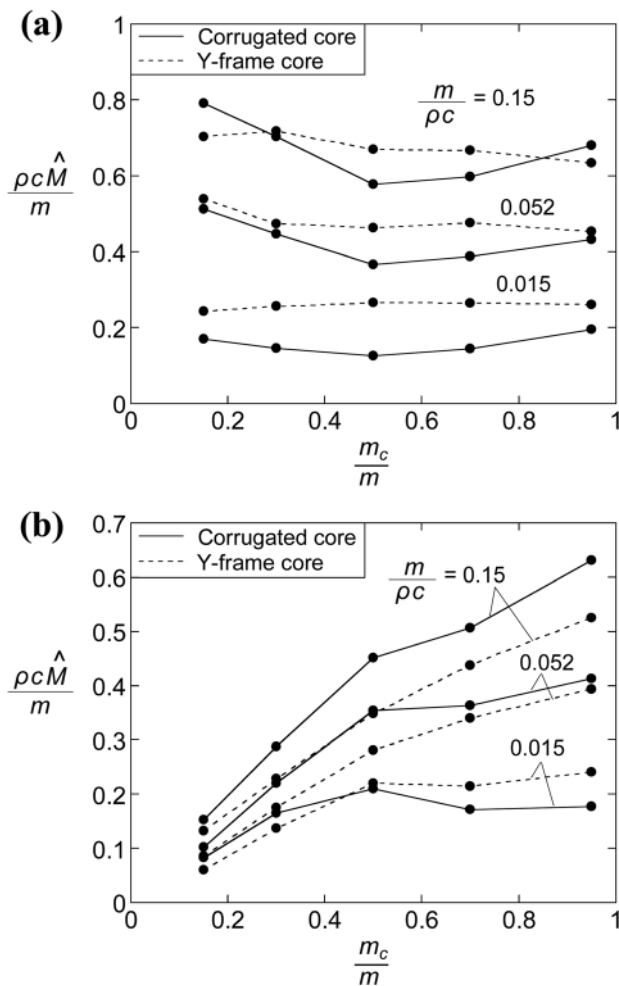 (a)
1
Corrugated core
Y-frame core
m/ρc = 0.15
0.8
ρcM̂/m
0.6
0.052
0.4
0.015
0.2
0
0 0.2 0.4 0.6 0.8 1
m_c/m
(b)
0.7
Corrugated core
Y-frame core
m/ρc = 0.15
0.6
0.5
ρcM̂/m
0.4
0.052
0.3
0.015
0.2
0.1
0
0 0.2 0.4 0.6 0.8 1
m_c/m